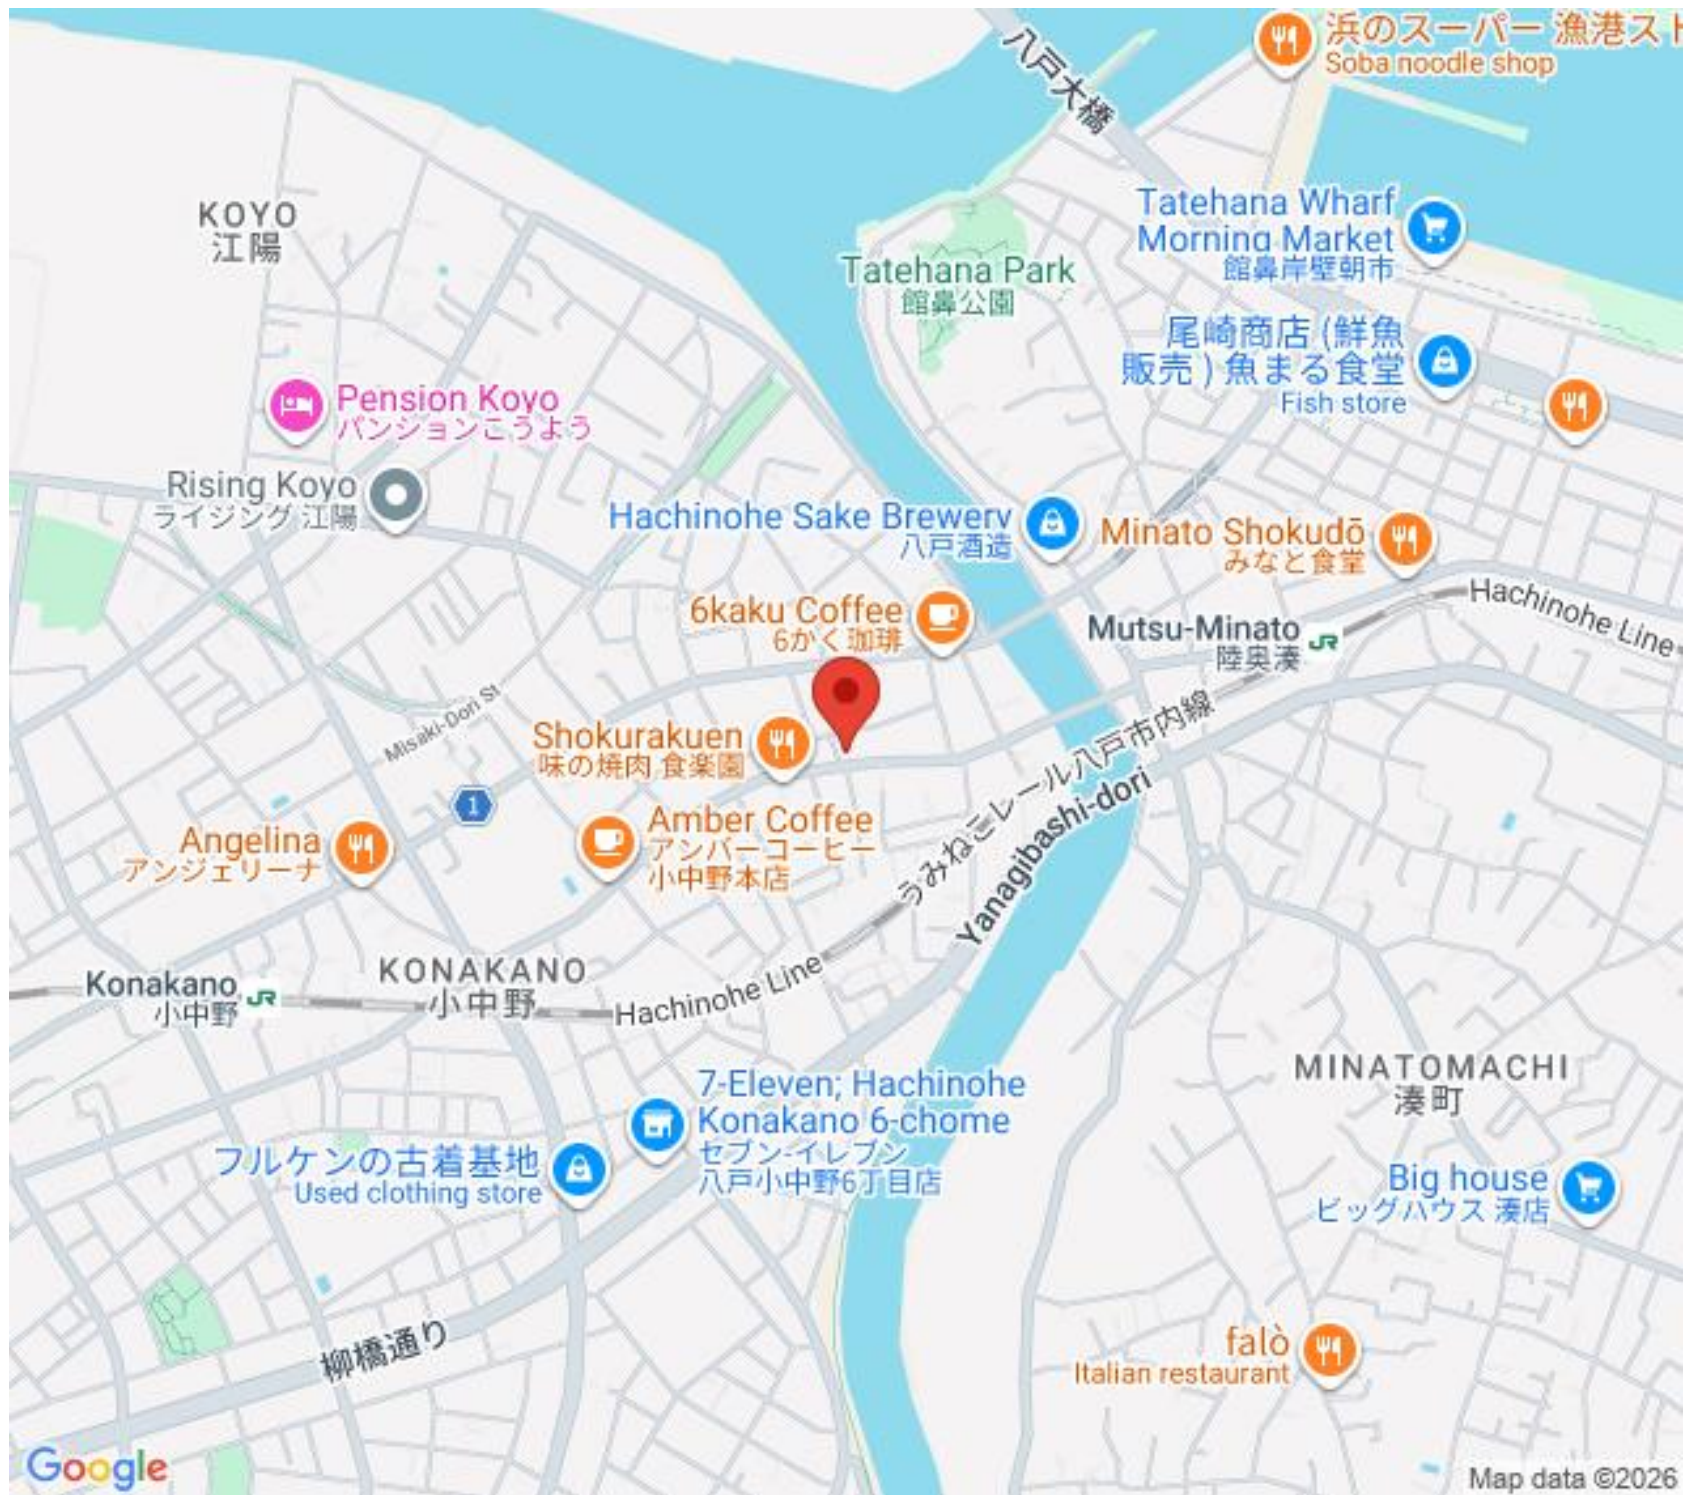 浜のスーパー 漁港スト
Soba noodle shop
八戸大橋
Tatehana Wharf
Morning Market
館鼻岸壁朝市
KOYO
江陽
Tatehana Park
館鼻公園
尾崎商店 (鮮魚
販売) 魚まる食堂
Fish store
Pension Koyo
パンションこうよう
Rising Koyo
ライジング 江陽
Hachinohe Sake Brewery
八戸酒造
Minato Shokudō
みなと食堂
Hachinohe Line
6kaku Coffee
6かく珈琲
Mutsu-Minato
陸奥湊
JR
Misaki-Dori St
Shokurakuen
味の焼肉 食楽園
うみねこレール八戸市内線
Yanagibashi-dori
1
Angelina
アンジェリーナ
Amber Coffee
アンバーコーヒー
小中野本店
Konakano
小中野
JR
KONAKANO
小中野
Hachinohe Line
MINATOMACHI
湊町
7-Eleven; Hachinohe
Konakano 6-chome
セブン-イレブン
八戸小中野6丁目店
フルケンの古着基地
Used clothing store
Big house
ビッグハウス 湊店
柳橋通り
falò
Italian restaurant
Google
Map data ©2026